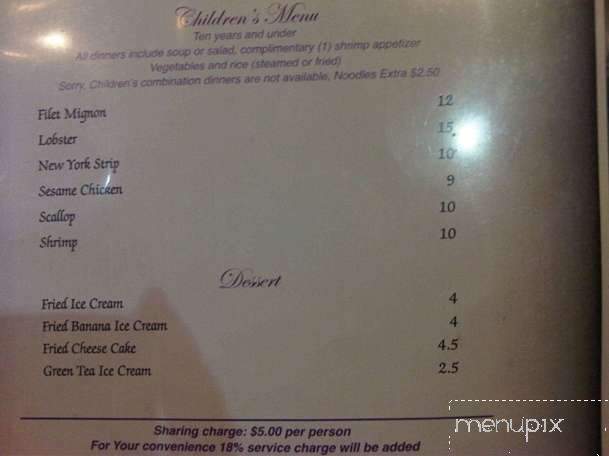 Children's Menu
Ten years and under
All dinners include soup or salad, complimentary (1) shrimp appetizer
Vegetables and rice (steamed or fried)
Sorry, Children's combination dinners are not available, Noodles Extra $2.50
Filet Mignon 12
Lobster 15
New York Strip 10
Sesame Chicken 9
Scallop 10
Shrimp 10
Dessert
Fried Ice Cream 4
Fried Banana Ice Cream 4
Fried Cheese Cake 4.5
Green Tea Ice Cream 2.5
Sharing charge: $5.00 per person
For Your convenience 18% service charge will be added
menupix